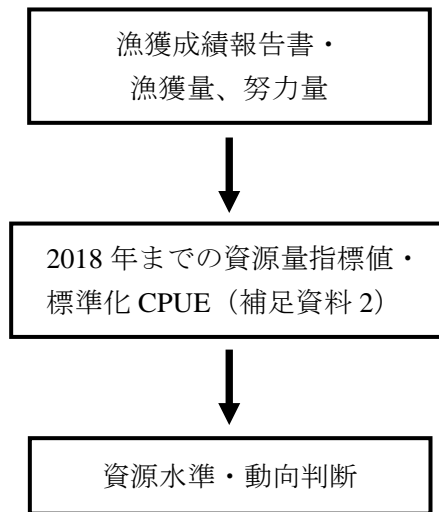 漁獲成績報告書・
漁獲量、努力量
2018 年までの資源量指標値・
標準化 CPUE（補足資料 2）
資源水準・動向判断